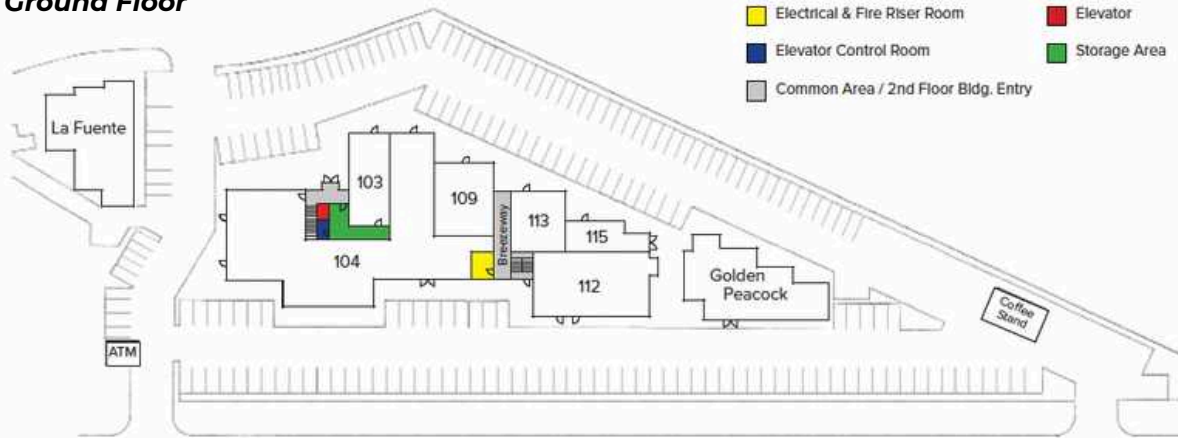 Ground Floor
Electrical & Fire Riser Room
Elevator
Elevator Control Room
Storage Area
Common Area / 2nd Floor Bldg. Entry
La Fuente
103
109
Breezeway
113
115
104
112
Golden
Peacock
Coffee
Stand
ATM